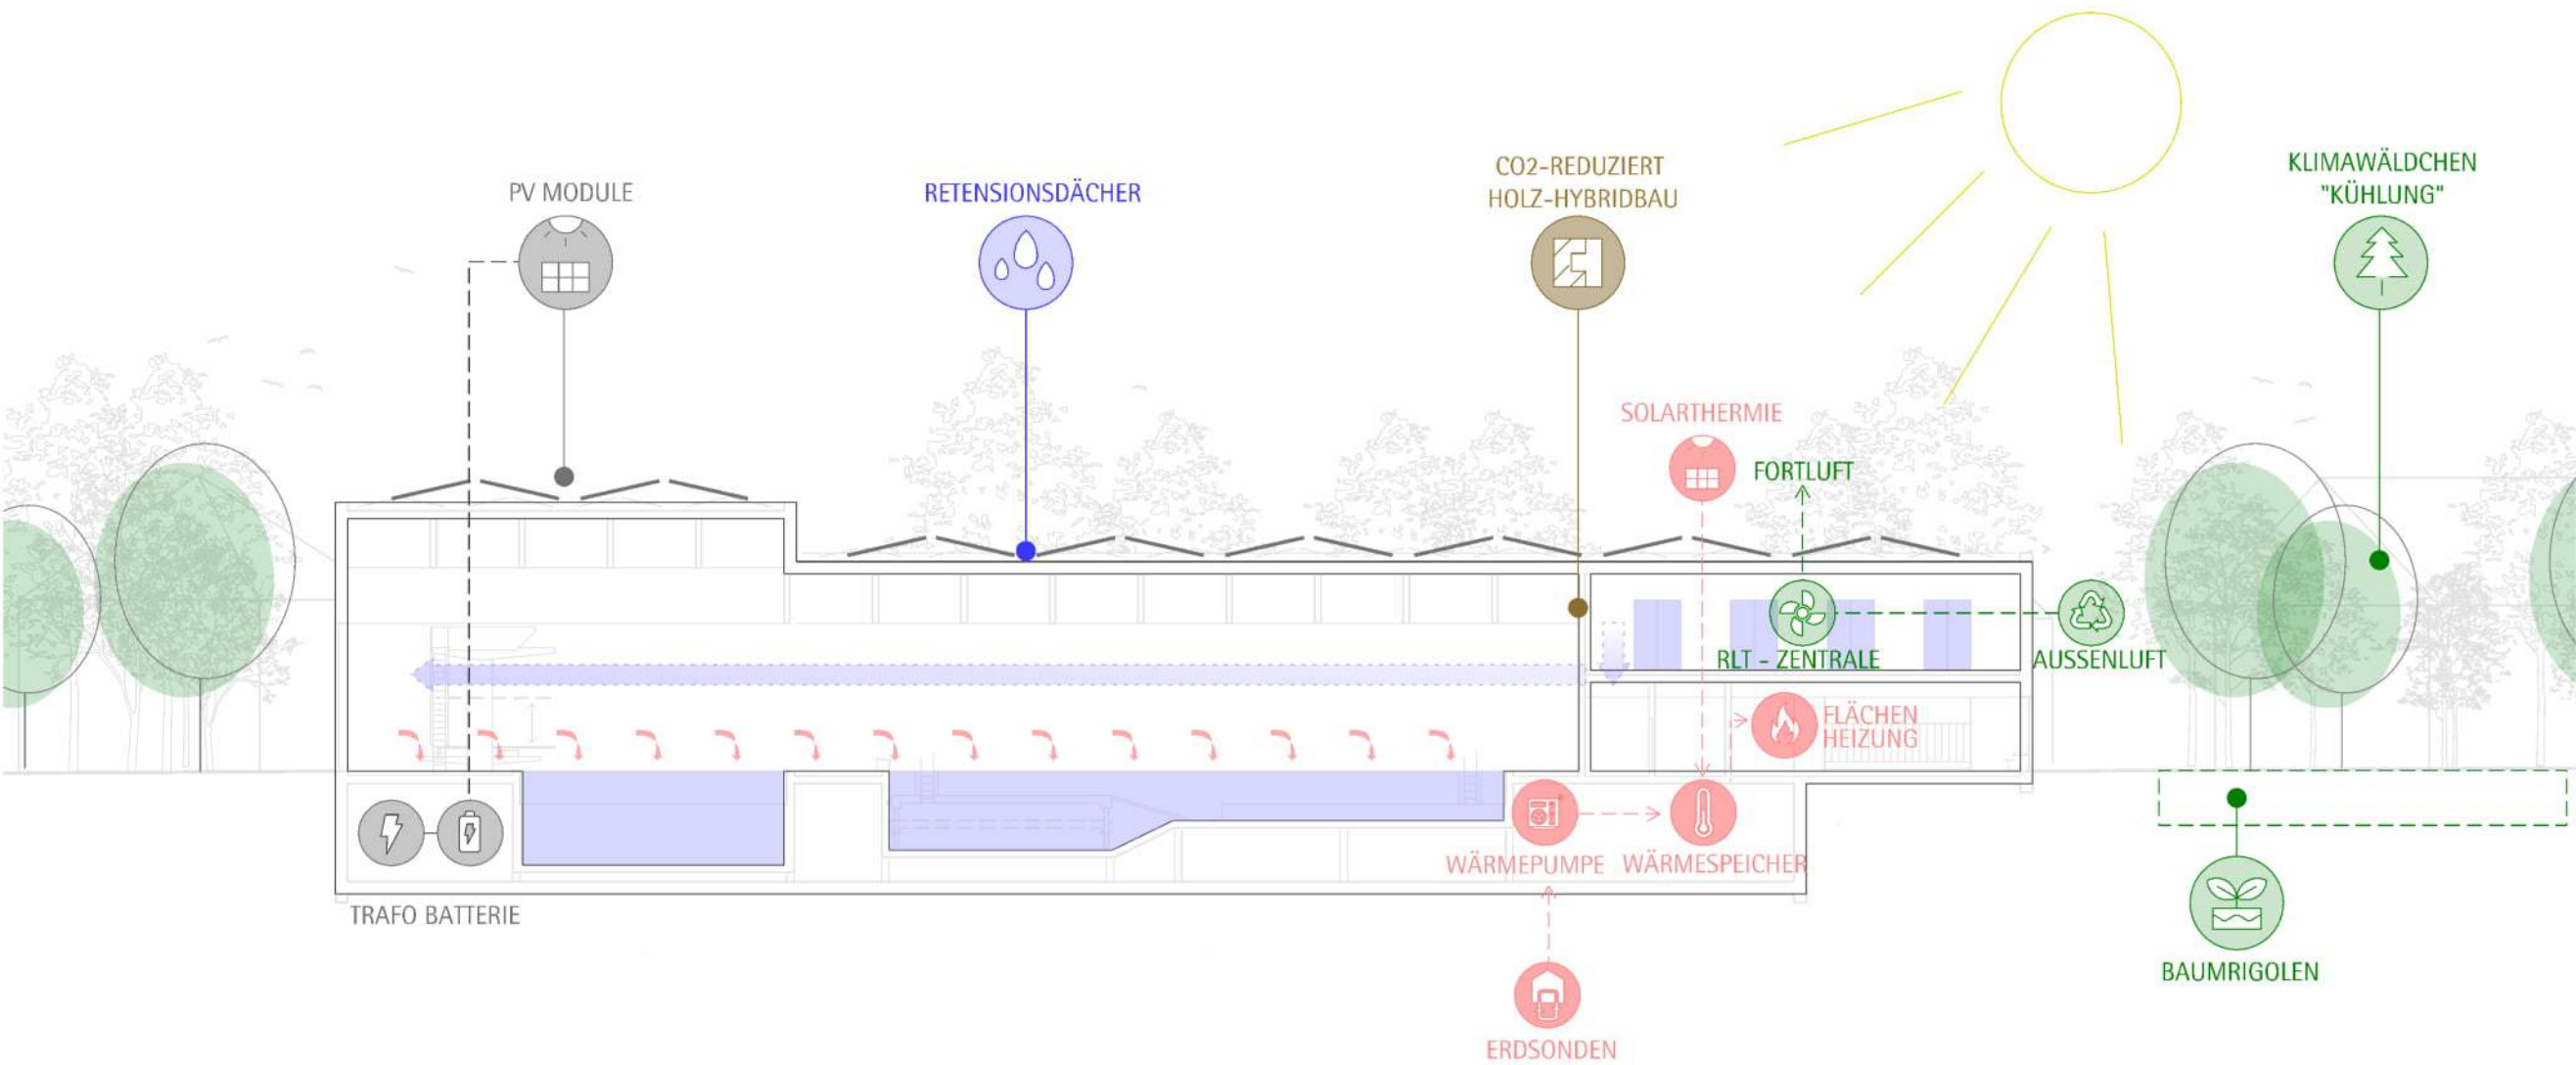 PV MODULE
RETENSIONSDÄCHER
CO2-REDUZIERT
HOLZ-HYBRIDBAU
KLIMAWÄLDCHEN
"KÜHLUNG"
SOLARTHERMIE
FORTLUFT
RLT - ZENTRALE
AUSSENLUFT
FLÄCHEN
HEIZUNG
WÄRMEPUMPE
WÄRMESPEICHER
TRAFO BATTERIE
BAUMRIGOLEN
ERDSONDEN